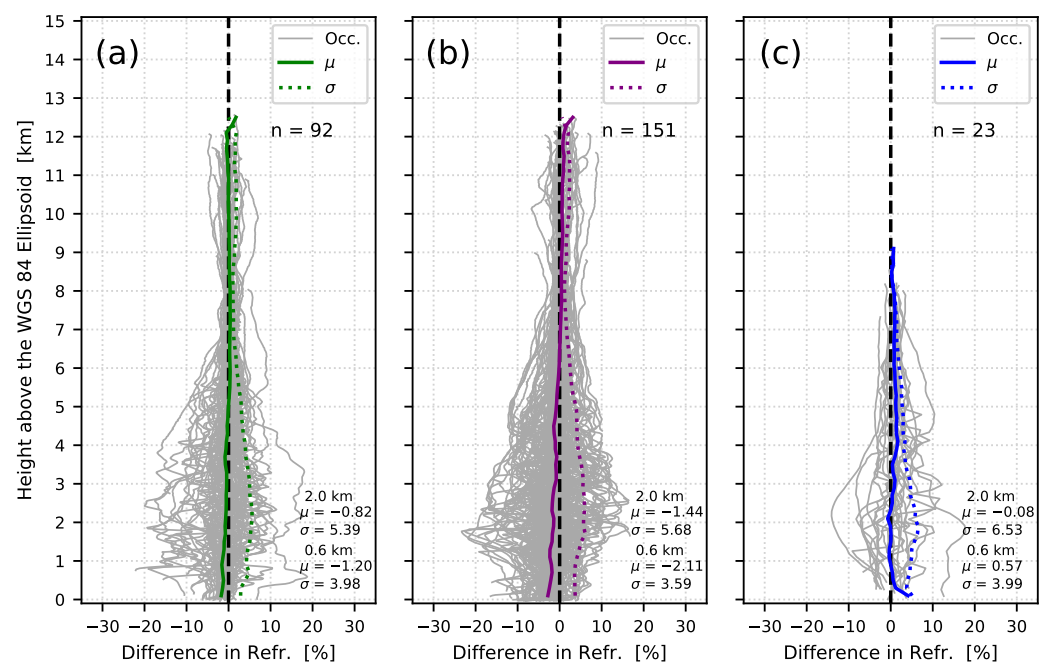 (a)
Occ.
μ
σ
n = 92
2.0 km
μ = −0.82
σ = 5.39
0.6 km
μ = −1.20
σ = 3.98
(b)
Occ.
μ
σ
n = 151
2.0 km
μ = −1.44
σ = 5.68
0.6 km
μ = −2.11
σ = 3.59
(c)
Occ.
μ
σ
n = 23
2.0 km
μ = −0.08
σ = 6.53
0.6 km
μ = 0.57
σ = 3.99
Height above the WGS 84 Ellipsoid [km]
15
14
13
12
11
10
9
8
7
6
5
4
3
2
1
0
−30 −20 −10 0 10 20 30
−30 −20 −10 0 10 20 30
−30 −20 −10 0 10 20 30
Difference in Refr. [%]
Difference in Refr. [%]
Difference in Refr. [%]